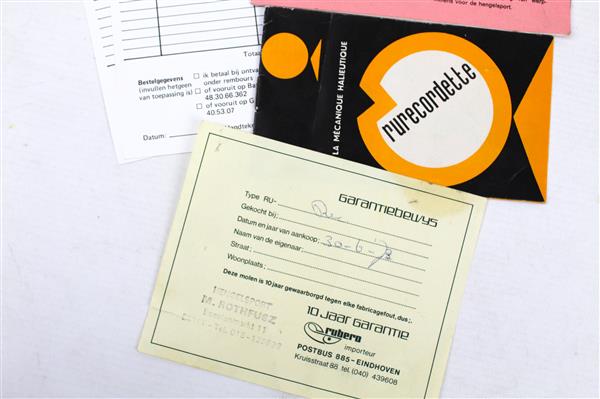 voor de hengelsport.
Totaal
Bestelgegevens
(invullen hetgeen
van toepassing is)
ik betaal bij
onder rembours
of vooruit op
48.30.66.362
of vooruit op G
40.53.07
Datum:
LA MÉCANIQUE HALIEUTIQUE
rurecordette
Garantiebewys
Type RU-
Gekocht bij:
Datum en jaar van aankoop: 30-6-'78
Naam van de eigenaar:
Straat:
Woonplaats:
Deze molen is 10 jaar gewaarborgd tegen elke fabricagefout, dus;.
HENGELSPORT
M. ROTHFUSZ
10 Jaar Garantie
rubero
importeur
POSTBUS 885-EINDHOVEN
Kruisstraat 88 tel. (040) 439608